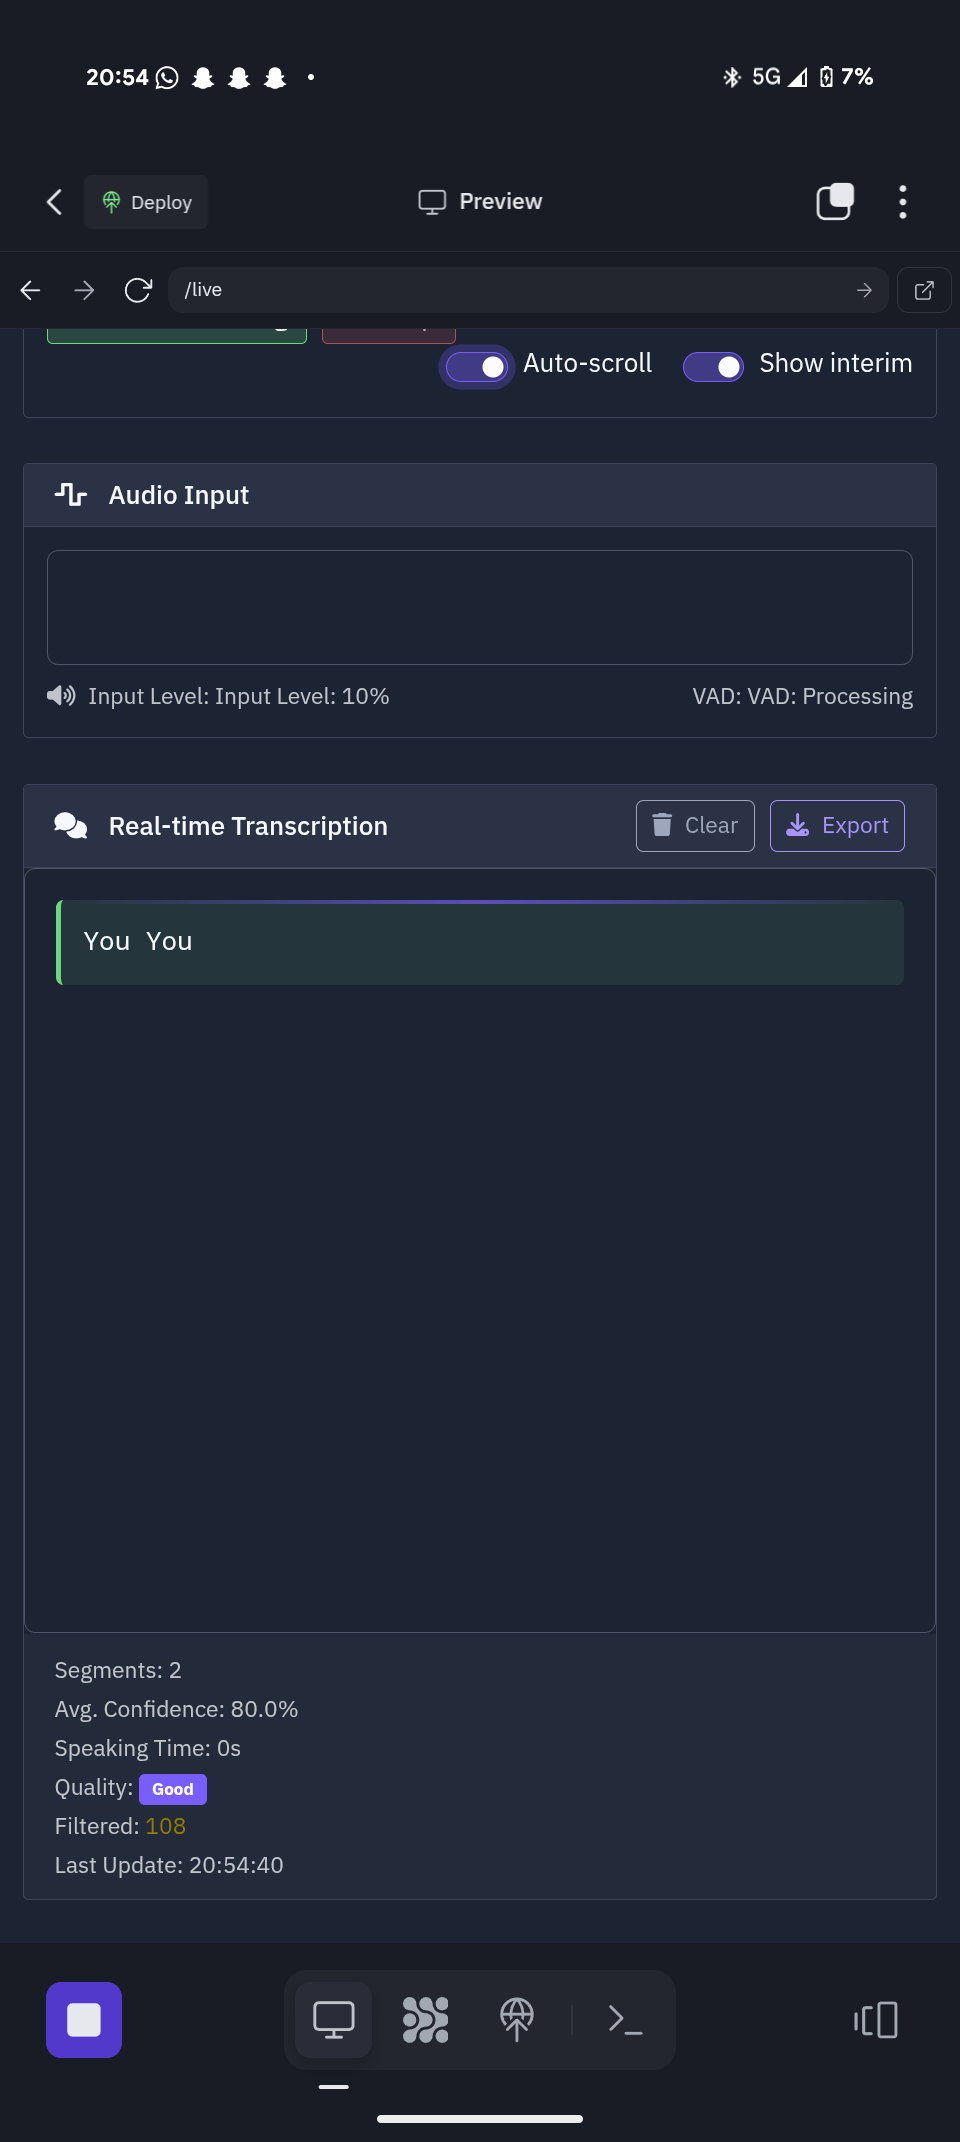 20:54 5G 7%
Deploy Preview
/live
Auto-scroll Show interim
Audio Input
Input Level: Input Level: 10% VAD: VAD: Processing
Real-time Transcription Clear Export
You You
Segments: 2
Avg. Confidence: 80.0%
Speaking Time: 0s
Quality: Good
Filtered: 108
Last Update: 20:54:40